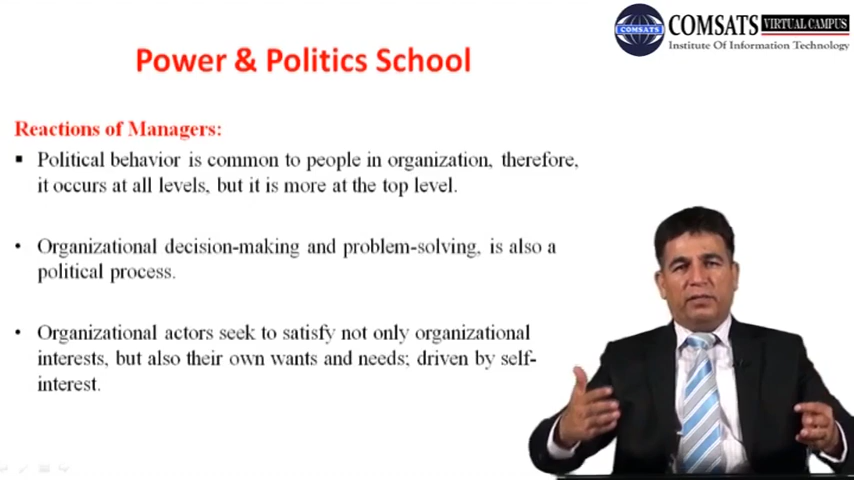 COMSATS
COMSATS VIRTUAL CAMPUS
Institute Of Information Technology
Power & Politics School
Reactions of Managers:
▪ Political behavior is common to people in organization, therefore,
it occurs at all levels, but it is more at the top level.
• Organizational decision-making and problem-solving, is also a
political process.
• Organizational actors seek to satisfy not only organizational
interests, but also their own wants and needs; driven by self-
interest.